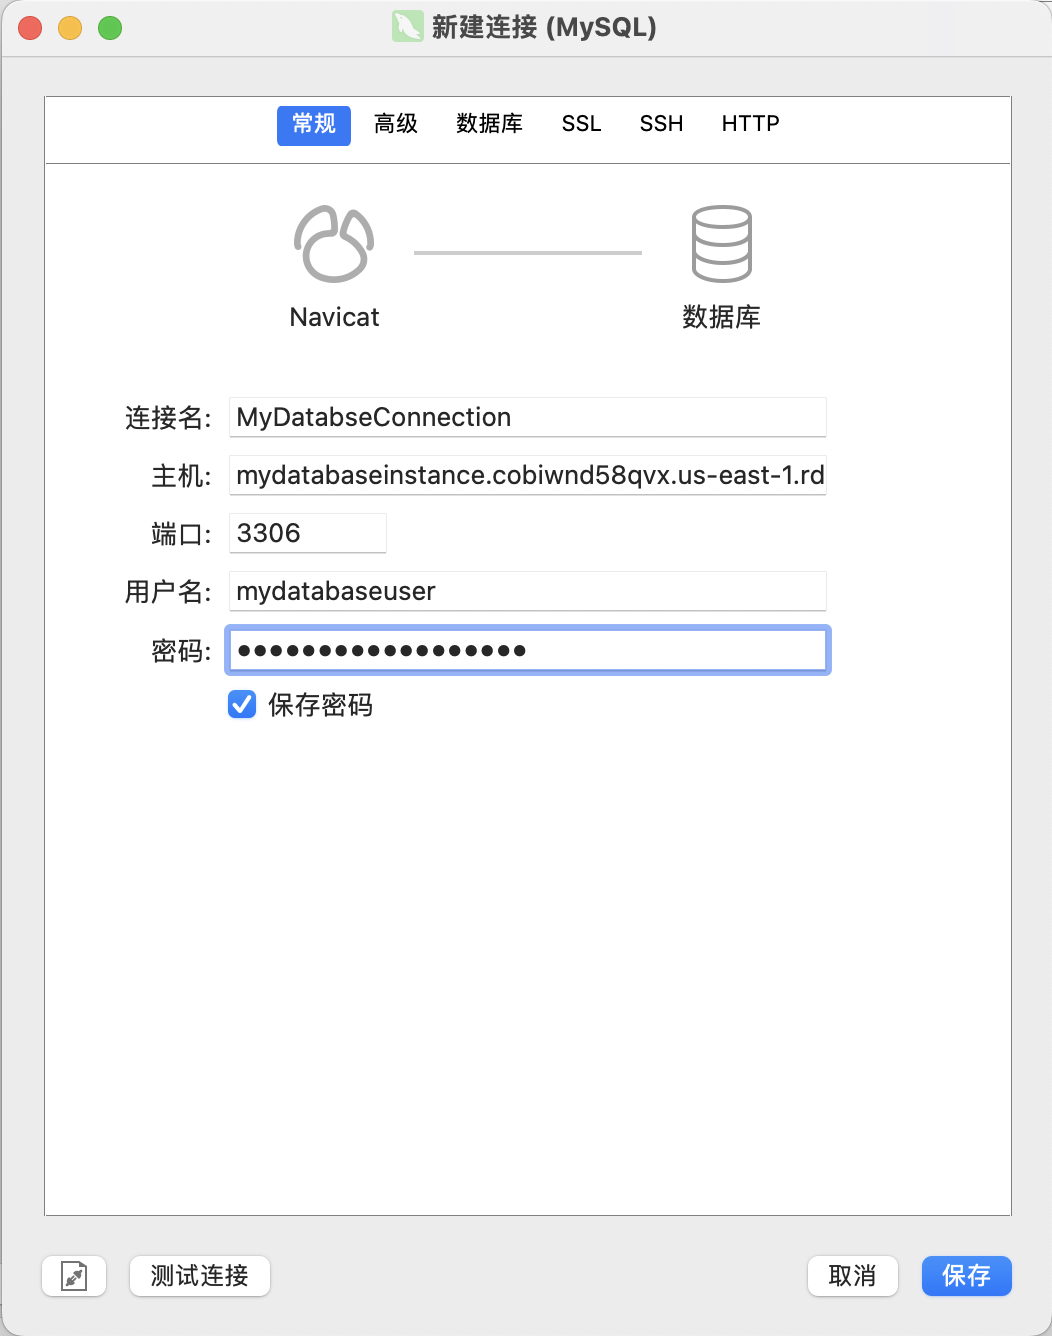 新建连接 (MySQL)
常规 高级 数据库 SSL SSH HTTP
Navicat 数据库
连接名: MyDatabseConnection
主机: mydatabaseinstance.cobiwnd58qvx.us-east-1.rd
端口: 3306
用户名: mydatabaseuser
密码: ••••••••••••••••••
保存密码
测试连接 取消 保存